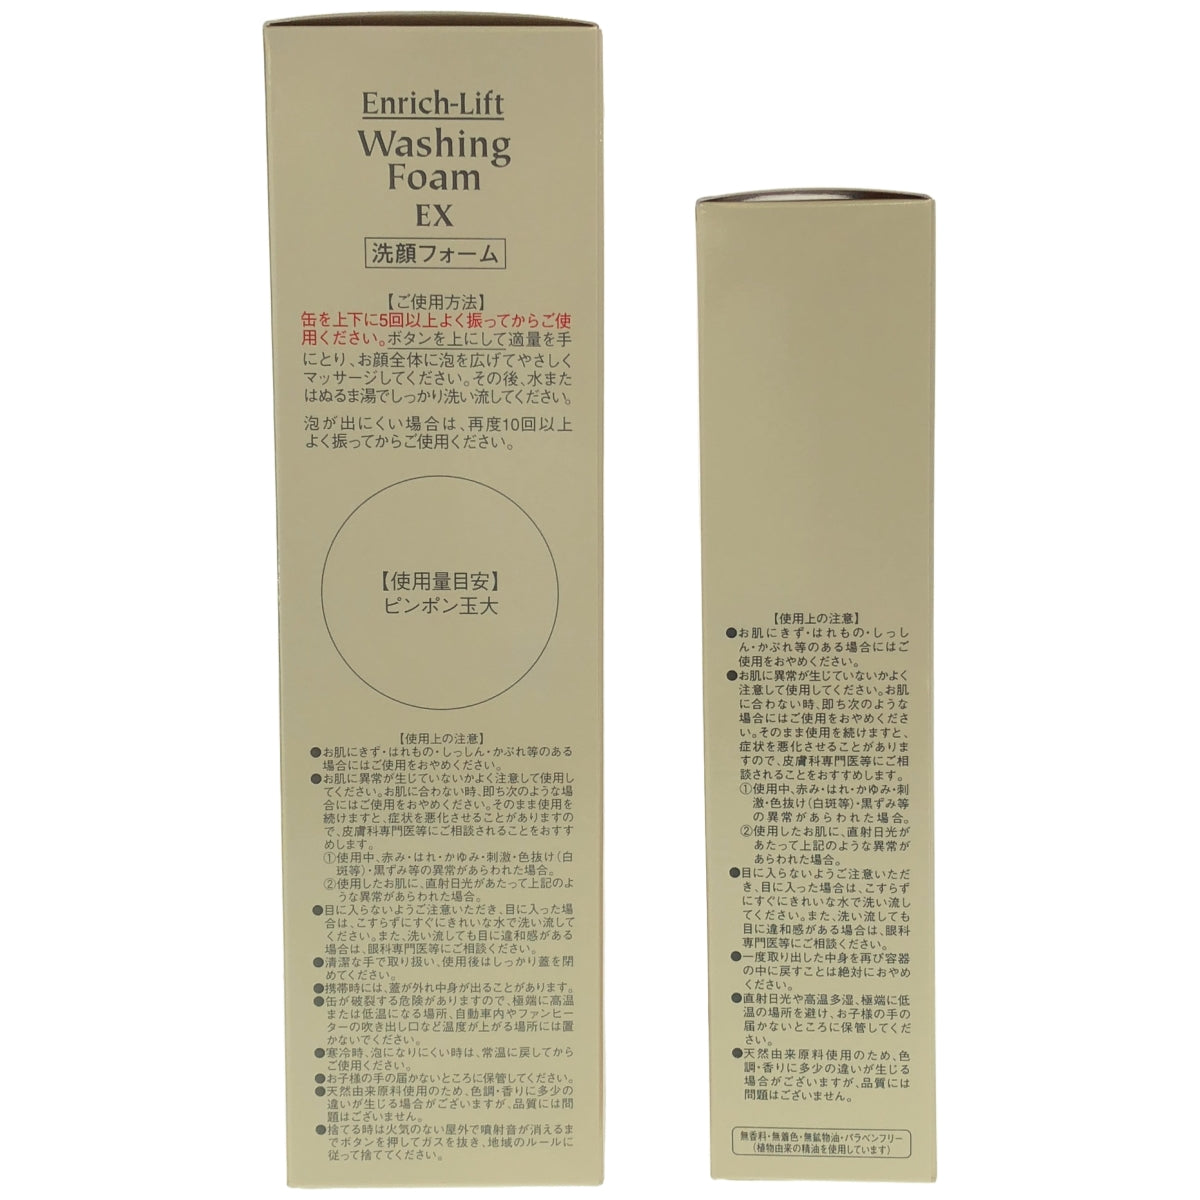 Enrich-Lift
Washing
Foam
EX
洗顔フォーム
【ご使用方法】
缶を上下に5回以上よく振ってからご使
用ください。ボタンを上にして適量を手
にとり、お顔全体に泡を広げてやさしく
マッサージしてください。その後、水また
はぬるま湯でしっかり洗い流してください。
泡が出にくい場合は、再度10回以上
よく振ってからご使用ください。
【使用量目安】
ピンポン玉大
【使用上の注意】
●お肌にきず・はれもの・しっしん・かぶれ等のある
場合にはご使用をおやめください。
●お肌に異常が生じていないかよく注意して使用し
てください。お肌に合わない時、即ち次のような場
合にはご使用をおやめください。そのまま使用を
続けますと、症状を悪化させることがありますの
で、皮膚科専門医等にご相談されることをおすす
めします。
①使用中、赤み・はれ・かゆみ・刺激・色抜け(白
斑等)・黒ずみ等の異常があらわれた場合。
②使用したお肌に、直射日光があたって上記のよ
うな異常があらわれた場合。
●目に入らないようご注意いただき、目に入った場
合は、こすらずにすぐにきれいな水で洗い流して
ください。また、洗い流しても目に違和感がある
場合は、眼科専門医等にご相談ください。
●清潔な手で取り扱い、使用後はしっかり蓋を閉
めてください。
●携帯時には、蓋が外れ中身が出ることがあります。
●缶が破裂する危険がありますので、極端に高温
または低温になる場所、自動車内やファンヒー
ターの吹き出し口など温度が上がる場所には置
かないでください。
●寒冷時、泡になりにくい時は、常温に戻してから
ご使用ください。
●お子様の手の届かないところに保管してください。
●天然由来原料使用のため、色調・香りに多少の
違いが生じる場合がございますが、品質には問
題はございません。
●捨てる時は火気のない屋外で噴射音が消えるま
でボタンを押してガスを抜き、地域のルールに
従って捨ててください。
【使用上の注意】
●お肌にきず・はれもの・しっし
ん・かぶれ等のある場合にはご
使用をおやめください。
●お肌に異常が生じていないかよく
注意して使用してください。お肌
に合わない時、即ち次のような
場合にはご使用をおやめくださ
い。そのまま使用を続けますと、
症状を悪化させることがありま
すので、皮膚科専門医等にご相
談されることをおすすめします。
①使用中、赤み・はれ・かゆみ・刺
激・色抜け(白斑等)・黒ずみ等
の異常があらわれた場合。
②使用したお肌に、直射日光が
あたって上記のような異常が
あらわれた場合。
●目に入らないようご注意いただ
き、目に入った場合は、こすらず
にすぐにきれいな水で洗い流し
てください。また、洗い流しても
目に違和感がある場合は、眼科
専門医等にご相談ください。
●一度取り出した中身を再び容器
の中に戻すことは絶対におやめ
ください。
●直射日光や高温多湿、極端に低
温の場所を避け、お子様の手の
届かないところに保管してくだ
さい。
●天然由来原料使用のため、色
調・香りに多少の違いが生じる
場合がございますが、品質には
問題はございません。
無香料・無着色・無鉱物油・パラベンフリー
(植物由来の精油を使用しています)